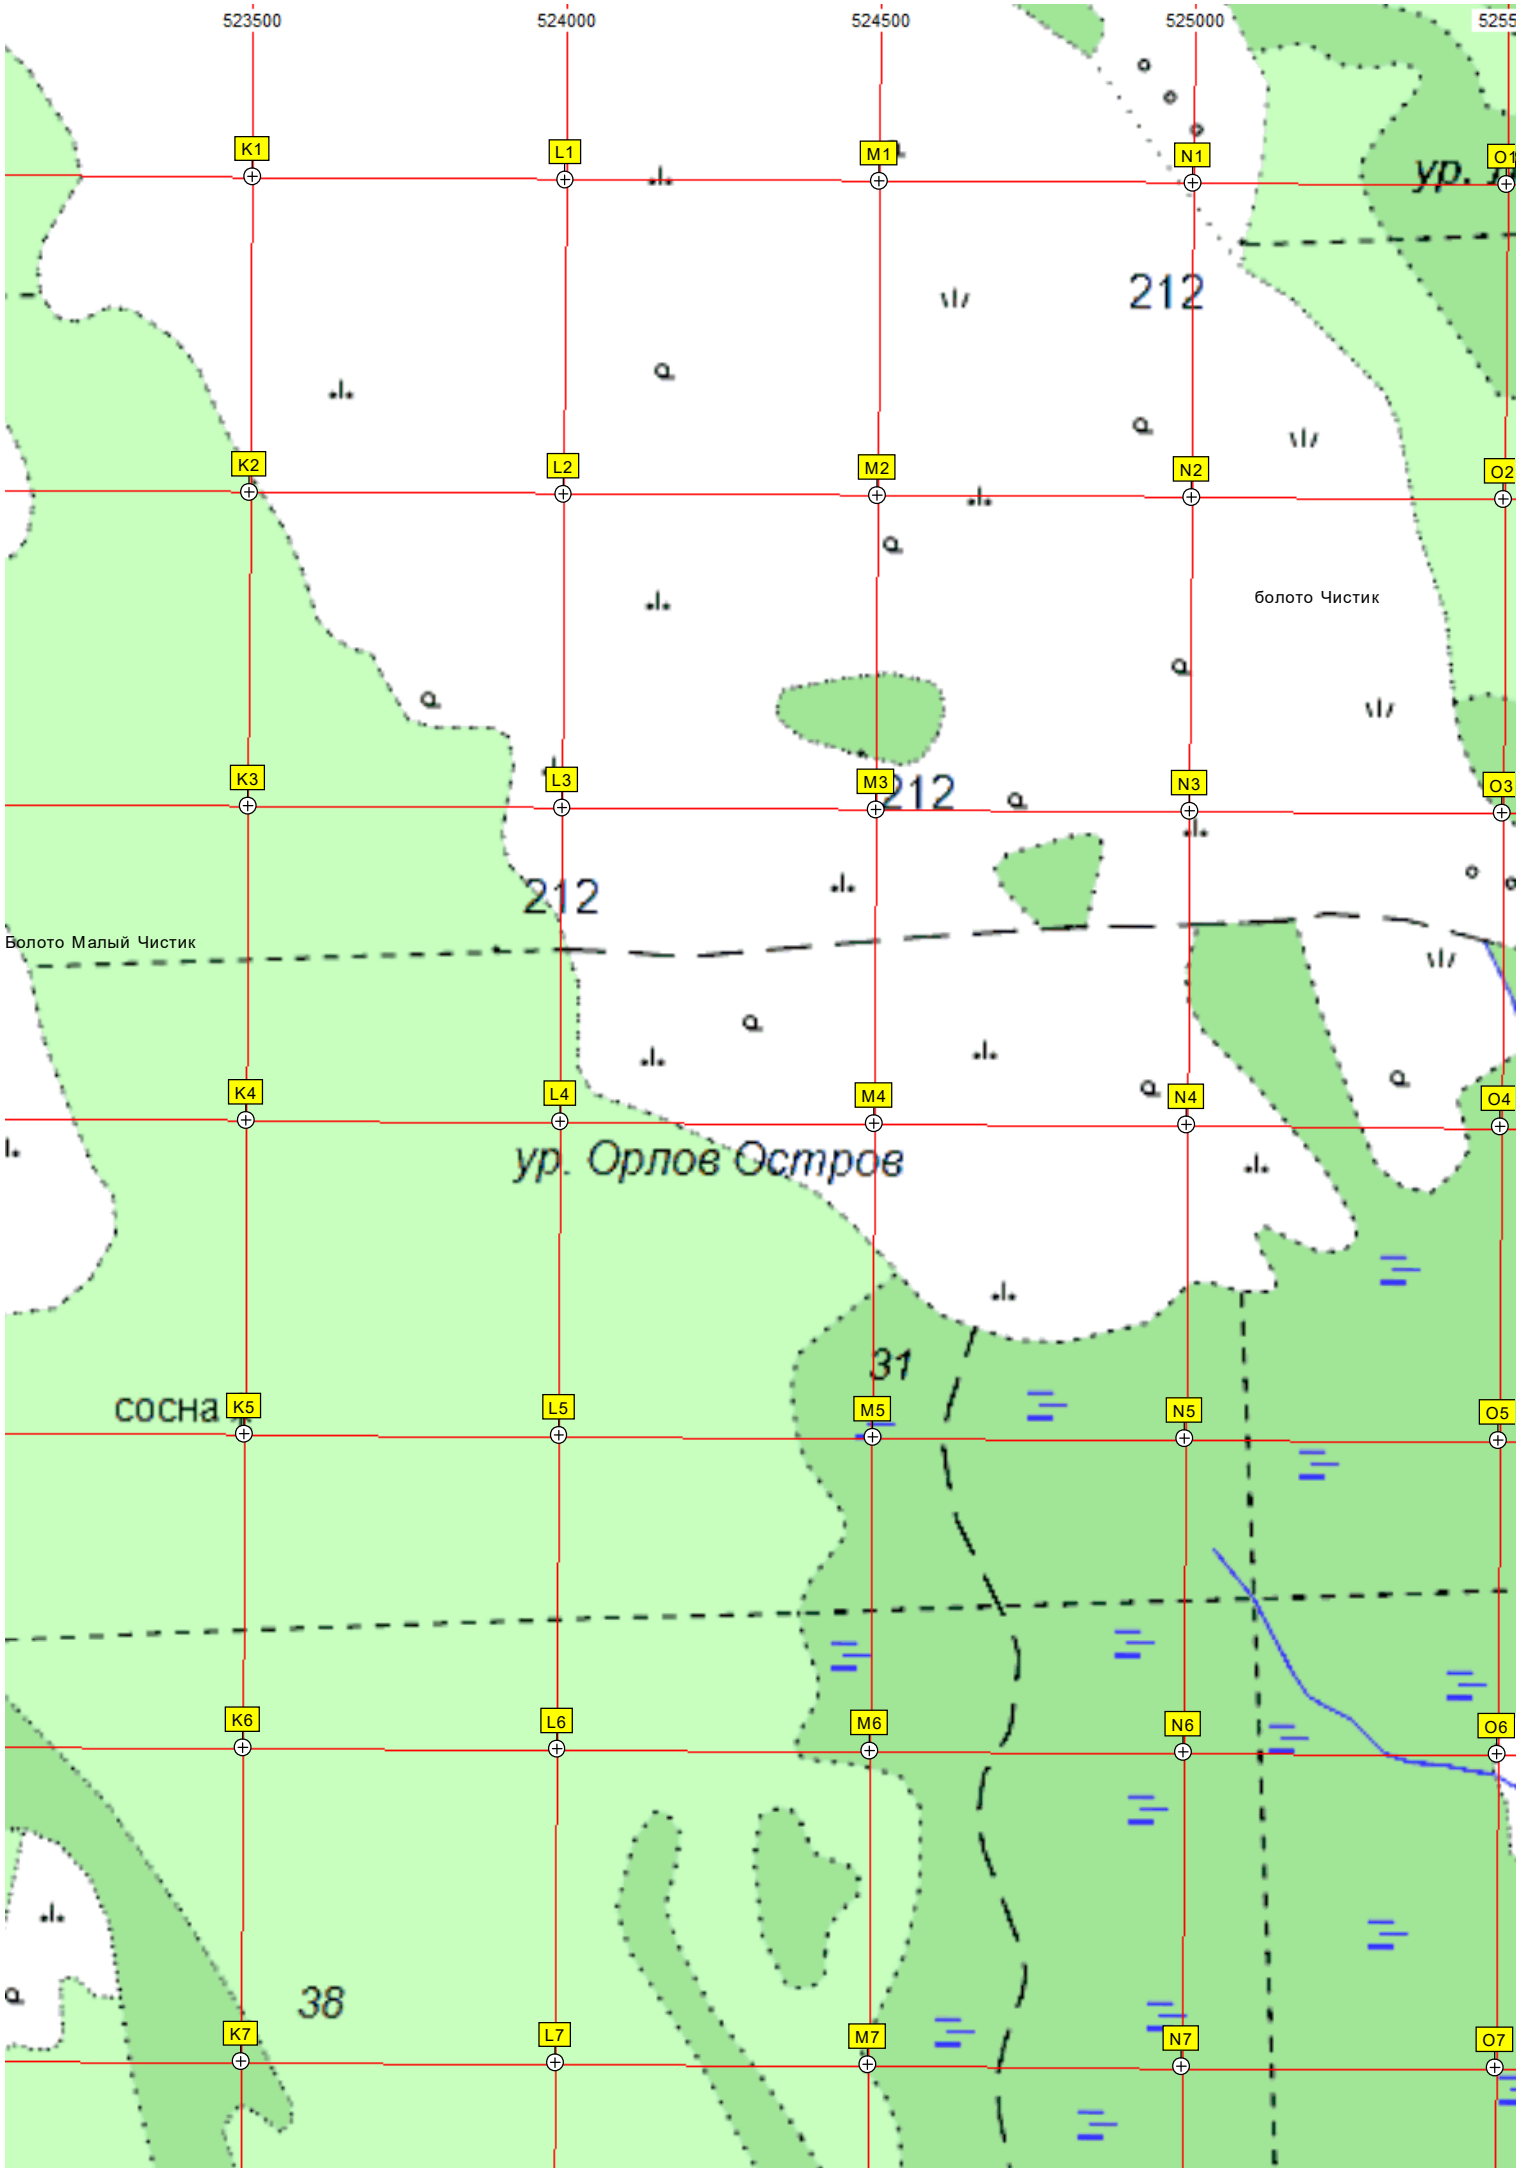 523500 524000 524500 525000
K1 L1 M1 N1 O1
ур.
212
K2 L2 M2 N2 O2
болото Чистик
K3 L3 M3 N3 O3
212
212
Болото Малый Чистик
K4 L4 M4 N4 O4
ур. Орлов Остров
31
сосна K5 L5 M5 N5 O5
K6 L6 M6 N6 O6
38
K7 L7 M7 N7 O7